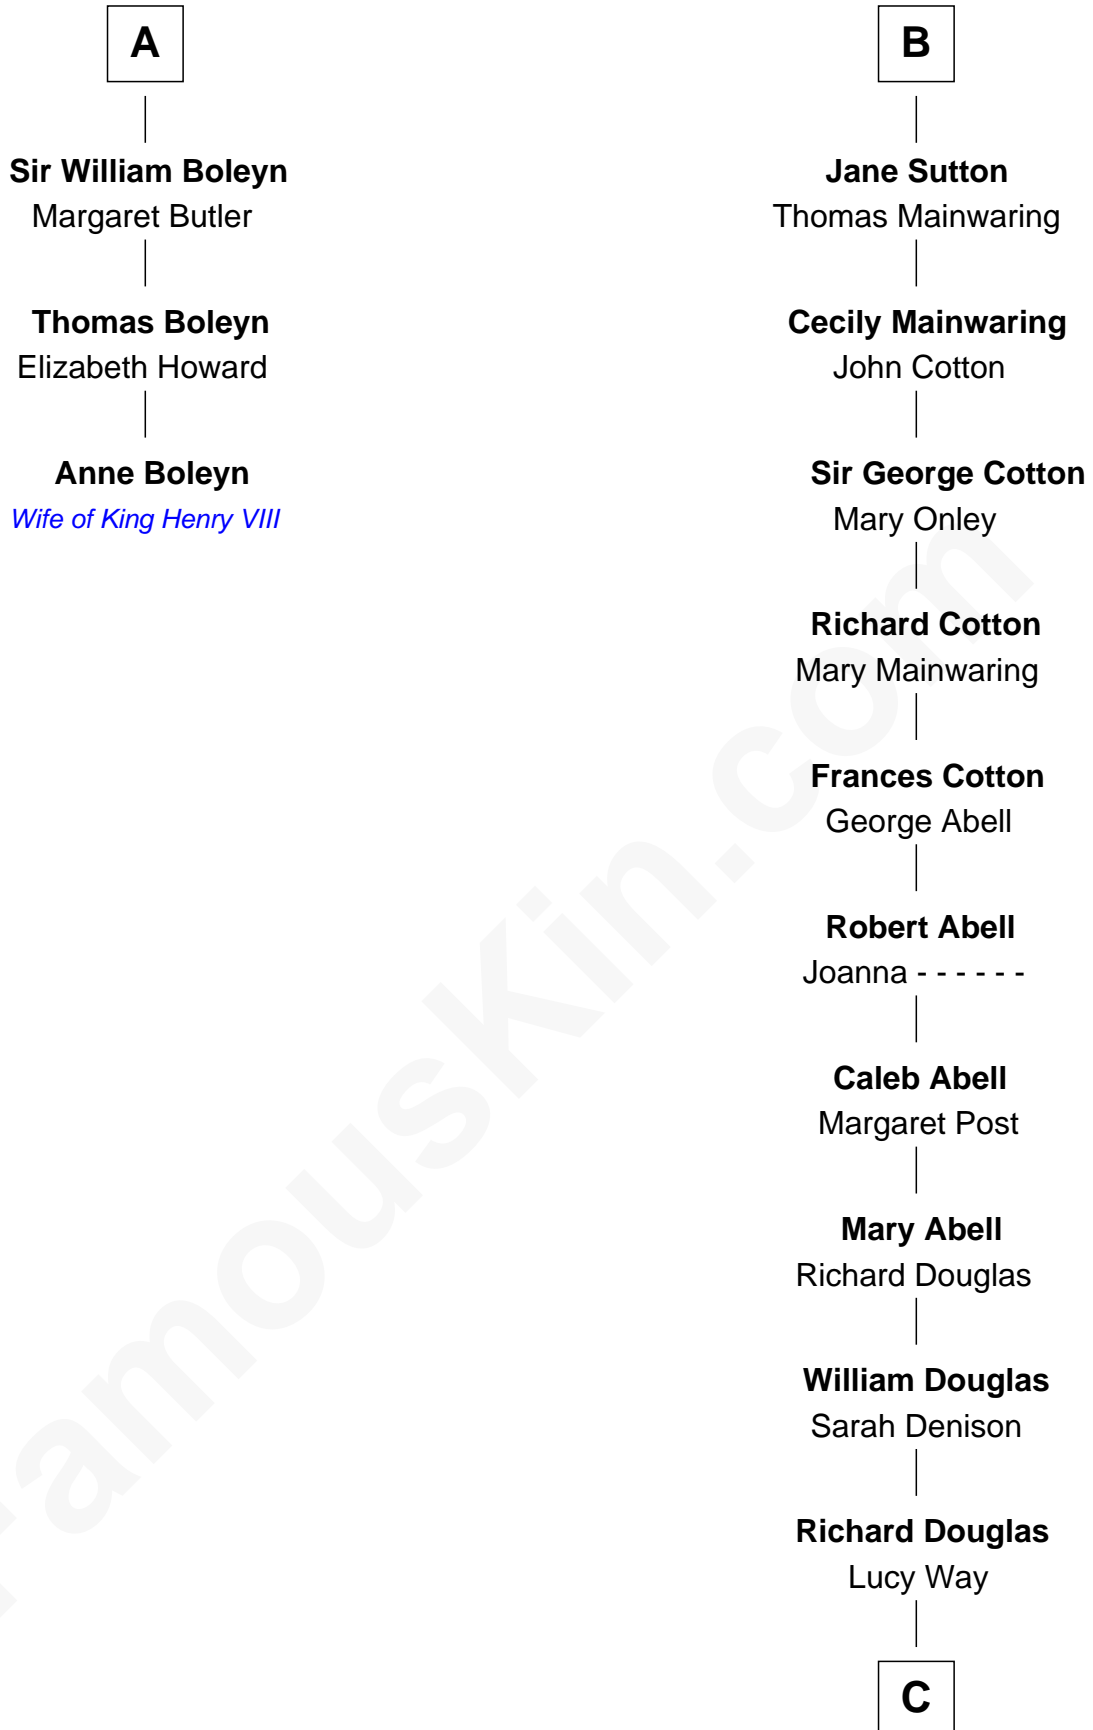 A
Sir William Boleyn
Margaret Butler
Thomas Boleyn
Elizabeth Howard
Anne Boleyn
Wife of King Henry VIII
B
Jane Sutton
Thomas Mainwaring
Cecily Mainwaring
John Cotton
Sir George Cotton
Mary Onley
Richard Cotton
Mary Mainwaring
Frances Cotton
George Abell
Robert Abell
Joanna - - - - - -
Caleb Abell
Margaret Post
Mary Abell
Richard Douglas
William Douglas
Sarah Denison
Richard Douglas
Lucy Way
C
FamousKin.com